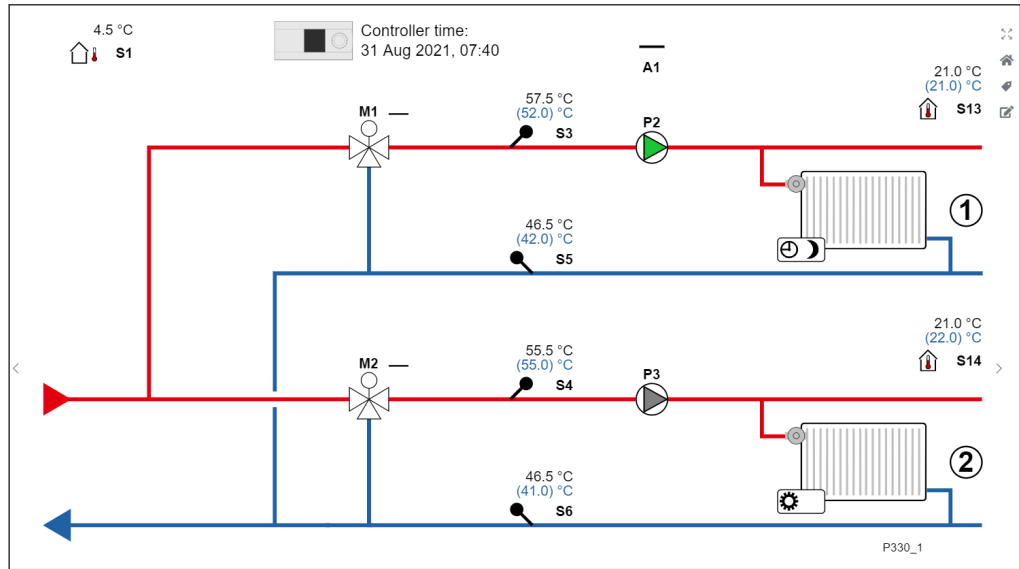 4.5 °C
S1
Controller time:
31 Aug 2021, 07:40
A1
21.0 °C
(21.0) °C
S13
M1
57.5 °C
(52.0) °C
S3
P2
1
46.5 °C
(42.0) °C
S5
21.0 °C
(22.0) °C
S14
M2
55.5 °C
(55.0) °C
S4
P3
2
46.5 °C
(41.0) °C
S6
P330_1